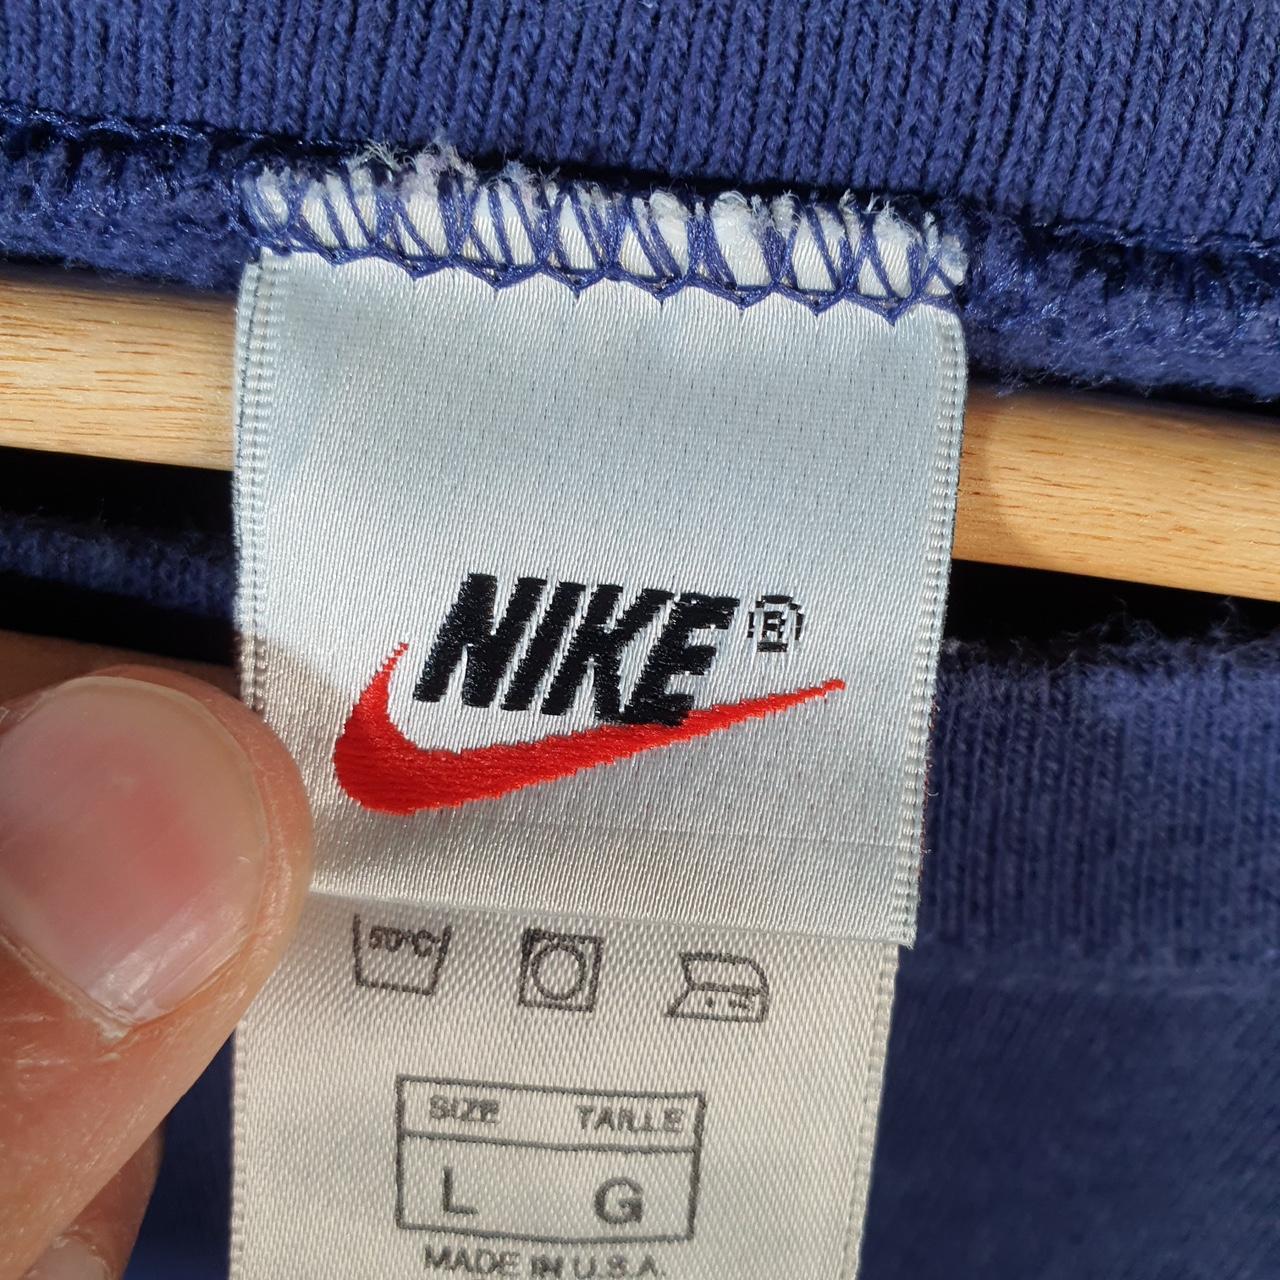 NIKE®
50°C
SIZE TAILLE
L G
MADE IN U.S.A.